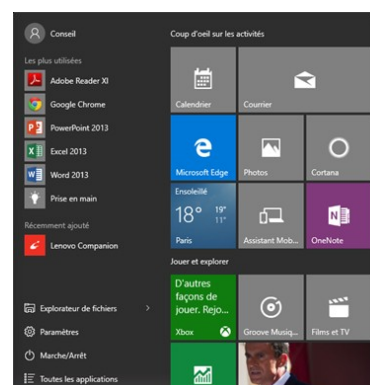 Conseil
Les plus utilisées
Adobe Reader XI
Google Chrome
PowerPoint 2013
Excel 2013
Word 2013
Prise en main
Récemment ajouté
Lenovo Companion
Explorateur de fichiers
Paramètres
Marche/Arrêt
Toutes les applications
Coup d'oeil sur les activités
Calendrier
Courrier
Microsoft Edge
Photos
Cortana
Ensoleillé
18° 19°
11°
Paris
Assistant Mob...
OneNote
Jouer et explorer
D'autres
façons de
jouer. Rejo...
Xbox
Groove Musiq...
Films et TV